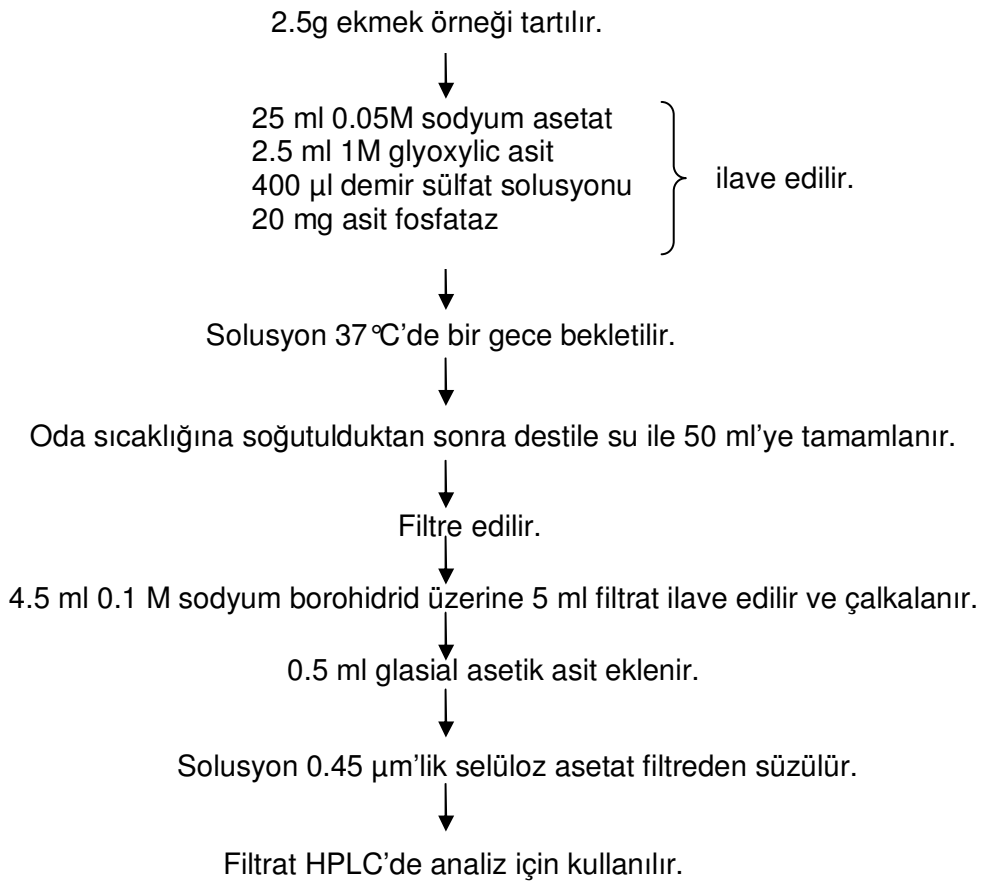 2.5g ekmek örneği tartılır.
25 ml 0.05M sodyum asetat
2.5 ml 1M glyoxylic asit
400 µl demir sülfat solusyonu
20 mg asit fosfataz
ilave edilir.
Solusyon 37°C’de bir gece bekletilir.
Oda sıcaklığına soğutulduktan sonra destile su ile 50 ml’ye tamamlanır.
Filtre edilir.
4.5 ml 0.1 M sodyum borohidrid üzerine 5 ml filtrat ilave edilir ve çalkalanır.
0.5 ml glasial asetik asit eklenir.
Solusyon 0.45 µm’lik selüloz asetat filtreden süzülür.
Filtrat HPLC’de analiz için kullanılır.